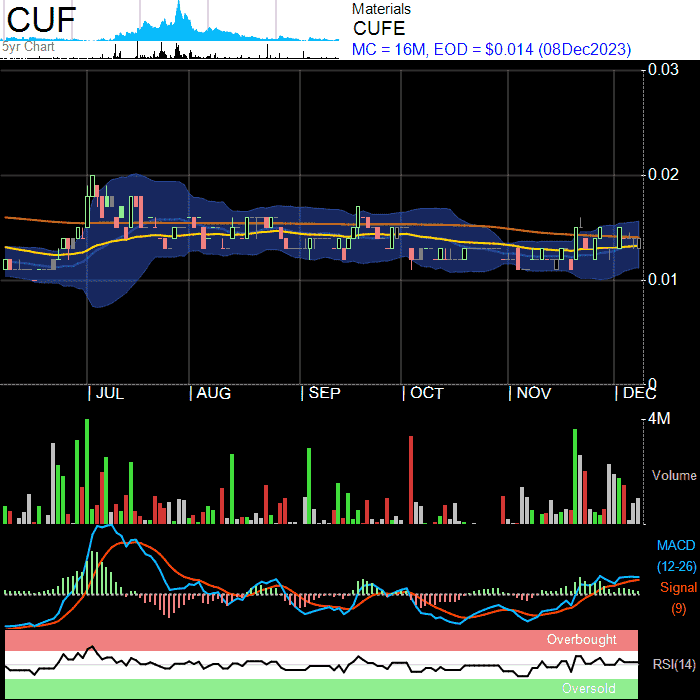 CUF
5yr Chart
Materials
CUFE
MC = 16M, EOD = $0.014 (08Dec2023)
0.03
0.02
0.01
0
JUL AUG SEP OCT NOV DEC
4M
Volume
MACD
(12-26)
Signal
(9)
Overbought
RSI(14)
Oversold